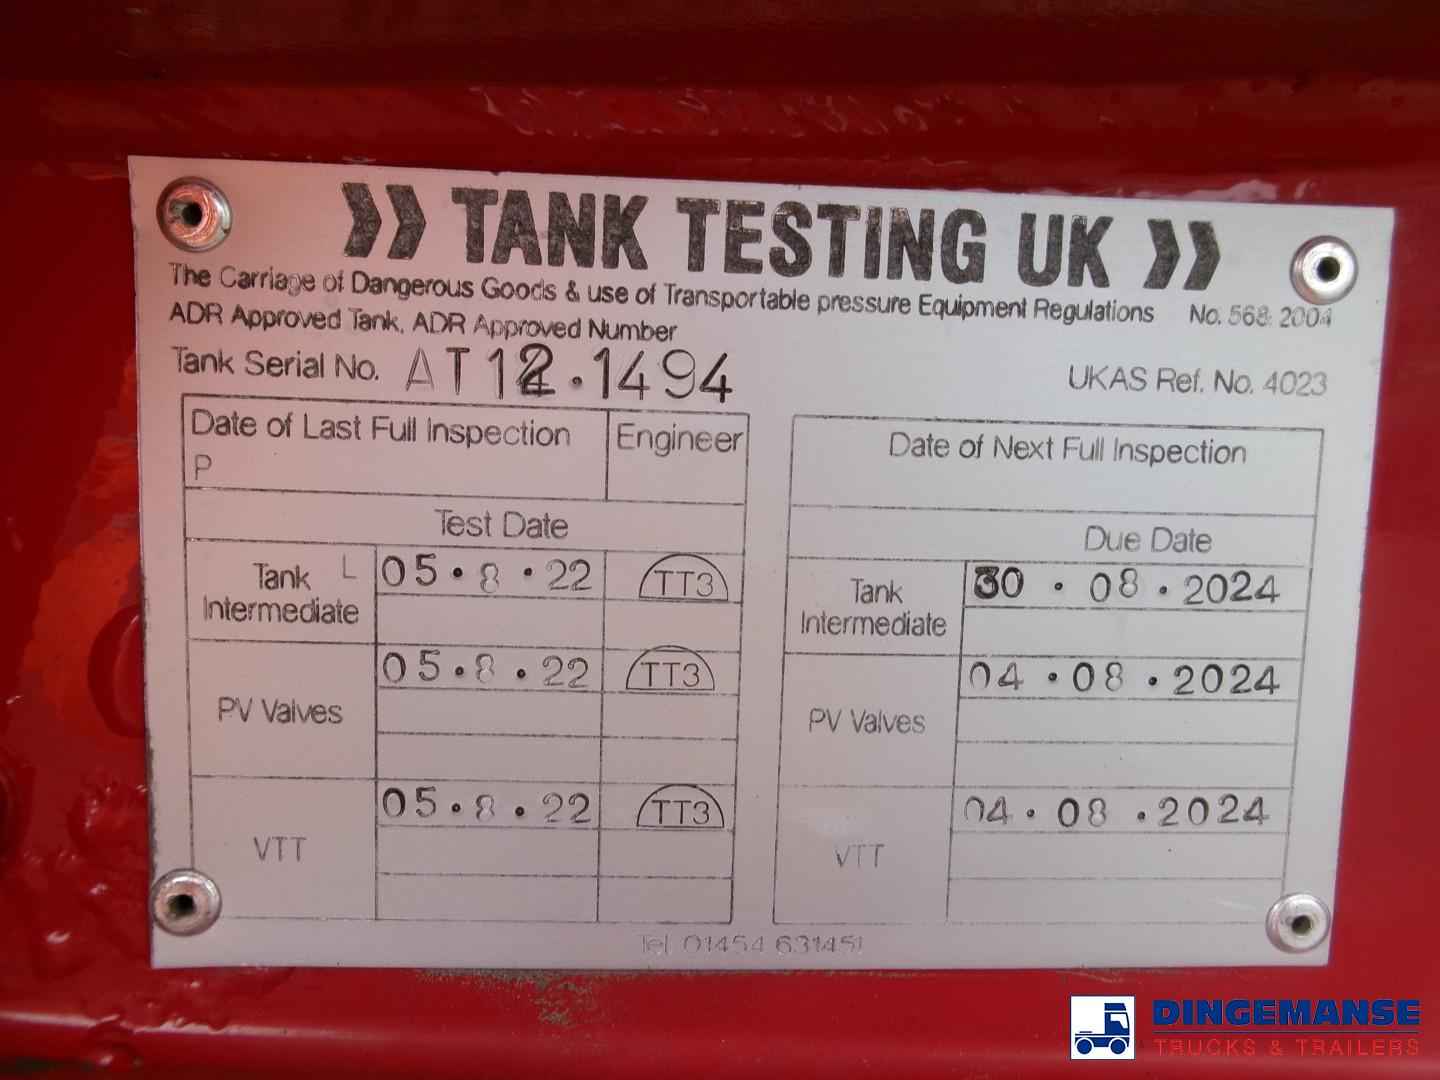 TANK TESTING UK
The Carriage of Dangerous Goods & use of Transportable pressure Equipment Regulations No. 568 2004
ADR Approved Tank, ADR Approved Number
Tank Serial No. AT12.1494
UKAS Ref. No. 4023
Date of Last Full Inspection
P
Engineer
Test Date
Tank L
Intermediate
05.8.22 TT3
PV Valves
05.8.22 TT3
VTT
05.8.22 TT3
Date of Next Full Inspection
Due Date
Tank
Intermediate
30.08.2024
PV Valves
04.08.2024
VTT
04.08.2024
Tel 01454 631451
DINGEMANSE
TRUCKS & TRAILERS